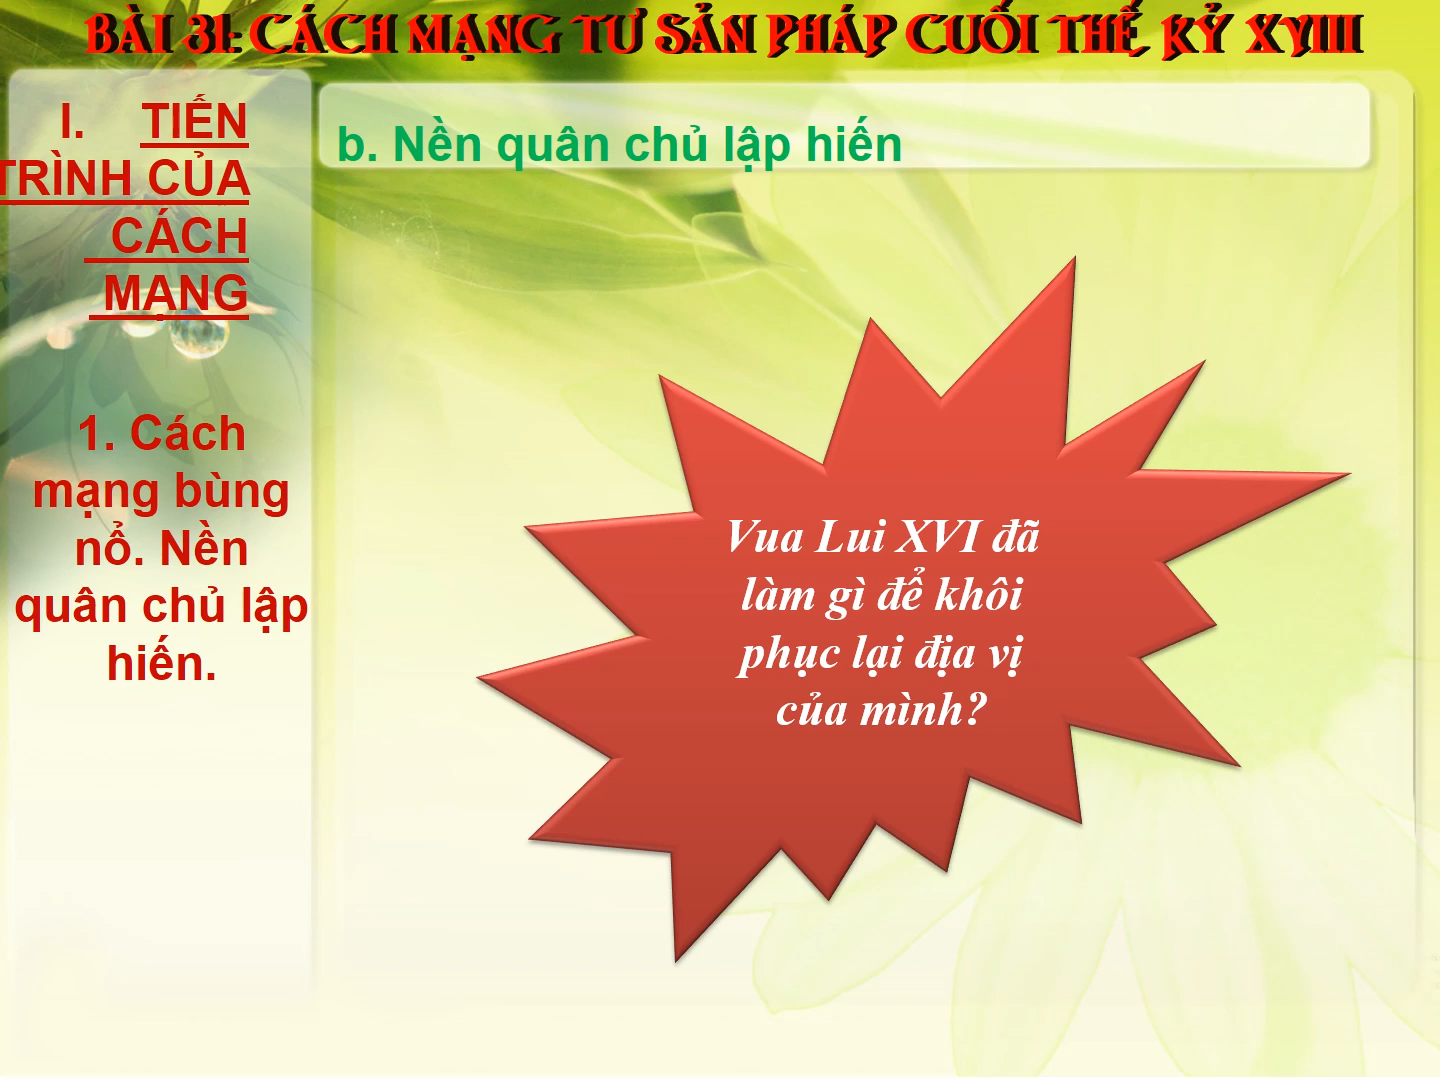 BÀI 31: CÁCH MẠNG TƯ SẢN PHÁP CUỐI THẾ KỶ XVIII
I. TIẾN
TRÌNH CỦA
CÁCH
MẠNG
1. Cách
mạng bùng
nổ. Nền
quân chủ lập
hiến.
b. Nền quân chủ lập hiến
Vua Lui XVI đã
làm gì để khôi
phục lại địa vị
của mình?